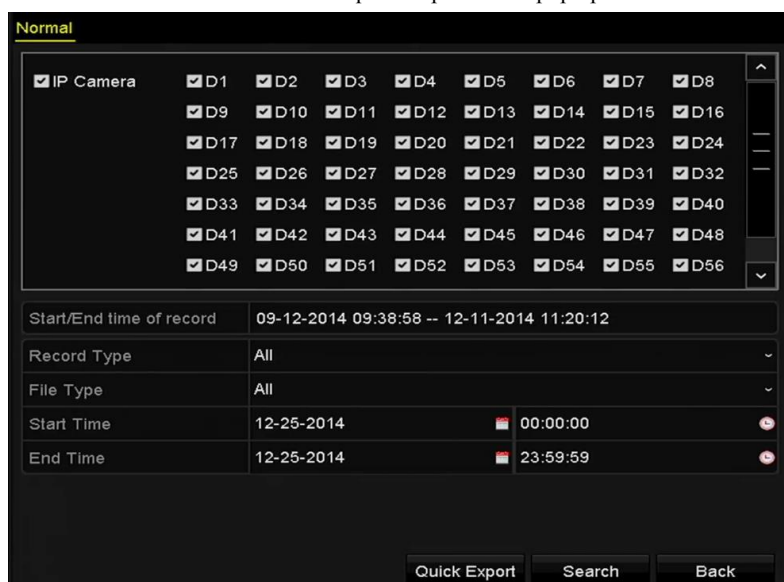 Normal
IP Camera D1 D2 D3 D4 D5 D6 D7 D8
D9 D10 D11 D12 D13 D14 D15 D16
D17 D18 D19 D20 D21 D22 D23 D24
D25 D26 D27 D28 D29 D30 D31 D32
D33 D34 D35 D36 D37 D38 D39 D40
D41 D42 D43 D44 D45 D46 D47 D48
D49 D50 D51 D52 D53 D54 D55 D56
Start/End time of record 09-12-2014 09:38:58 -- 12-11-2014 11:20:12
Record Type All
File Type All
Start Time 12-25-2014 00:00:00
End Time 12-25-2014 23:59:59
Quick Export Search Back